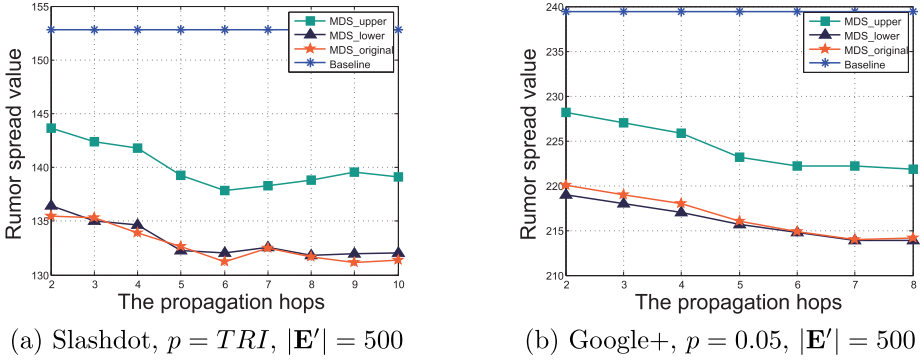 155
150
145
140
135
130
Rumor spread value
MDS_upper
MDS_lower
MDS_original
Baseline
2 3 4 5 6 7 8 9 10
The propagation hops
(a) Slashdot, p = TRI, |E′| = 500
240
235
230
225
220
215
210
Rumor spread value
MDS_upper
MDS_lower
MDS_original
Baseline
2 3 4 5 6 7 8
The propagation hops
(b) Google+, p = 0.05, |E′| = 500